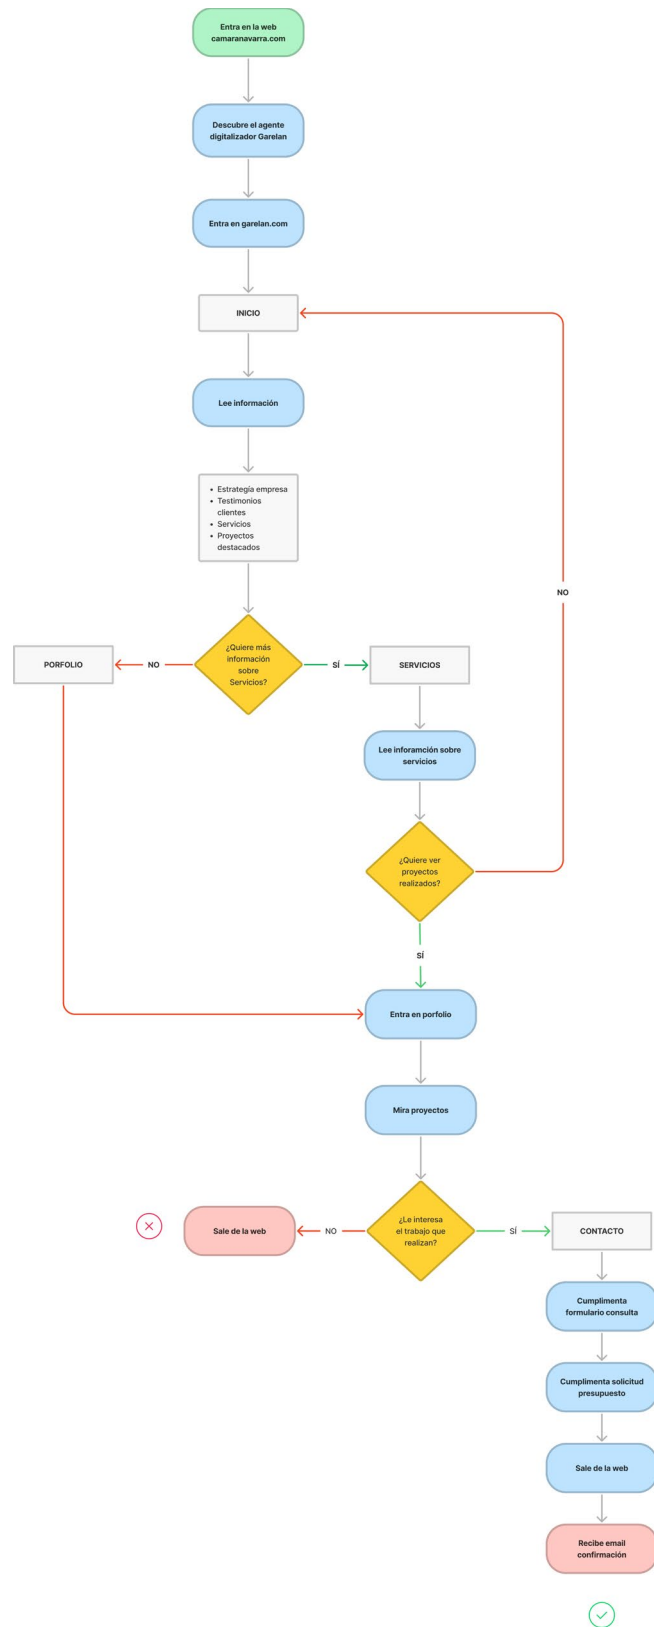 Entra en la web
camaranavarra.com
Descubre el agente
digitalizador Garelan
Entra en garelan.com
INICIO
Lee información
• Estrategía empresa
• Testimonios
clientes
• Servicios
• Proyectos
destacados
NO
¿Quiere más
información
sobre
Servicios?
PORFOLIO
NO
SÍ
SERVICIOS
Lee inforamción sobre
servicios
¿Quiere ver
proyectos
realizados?
SÍ
Entra en porfolio
Mira proyectos
¿Le interesa
el trabajo que
realizan?
Sale de la web
NO
SÍ
CONTACTO
Cumplimenta
formulario consulta
Cumplimenta solicitud
presupuesto
Sale de la web
Recibe email
confirmación